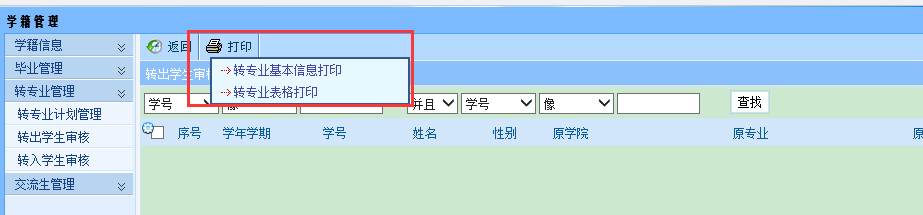 学籍管理
学籍信息
毕业管理
转专业管理
转专业计划管理
转出学生审核
转入学生审核
交流生管理
返回 打印
转专业基本信息打印
转专业表格打印
转出学生审
学号 像 并且 学号 像 查找
序号 学年学期 学号 姓名 性别 原学院 原专业 原